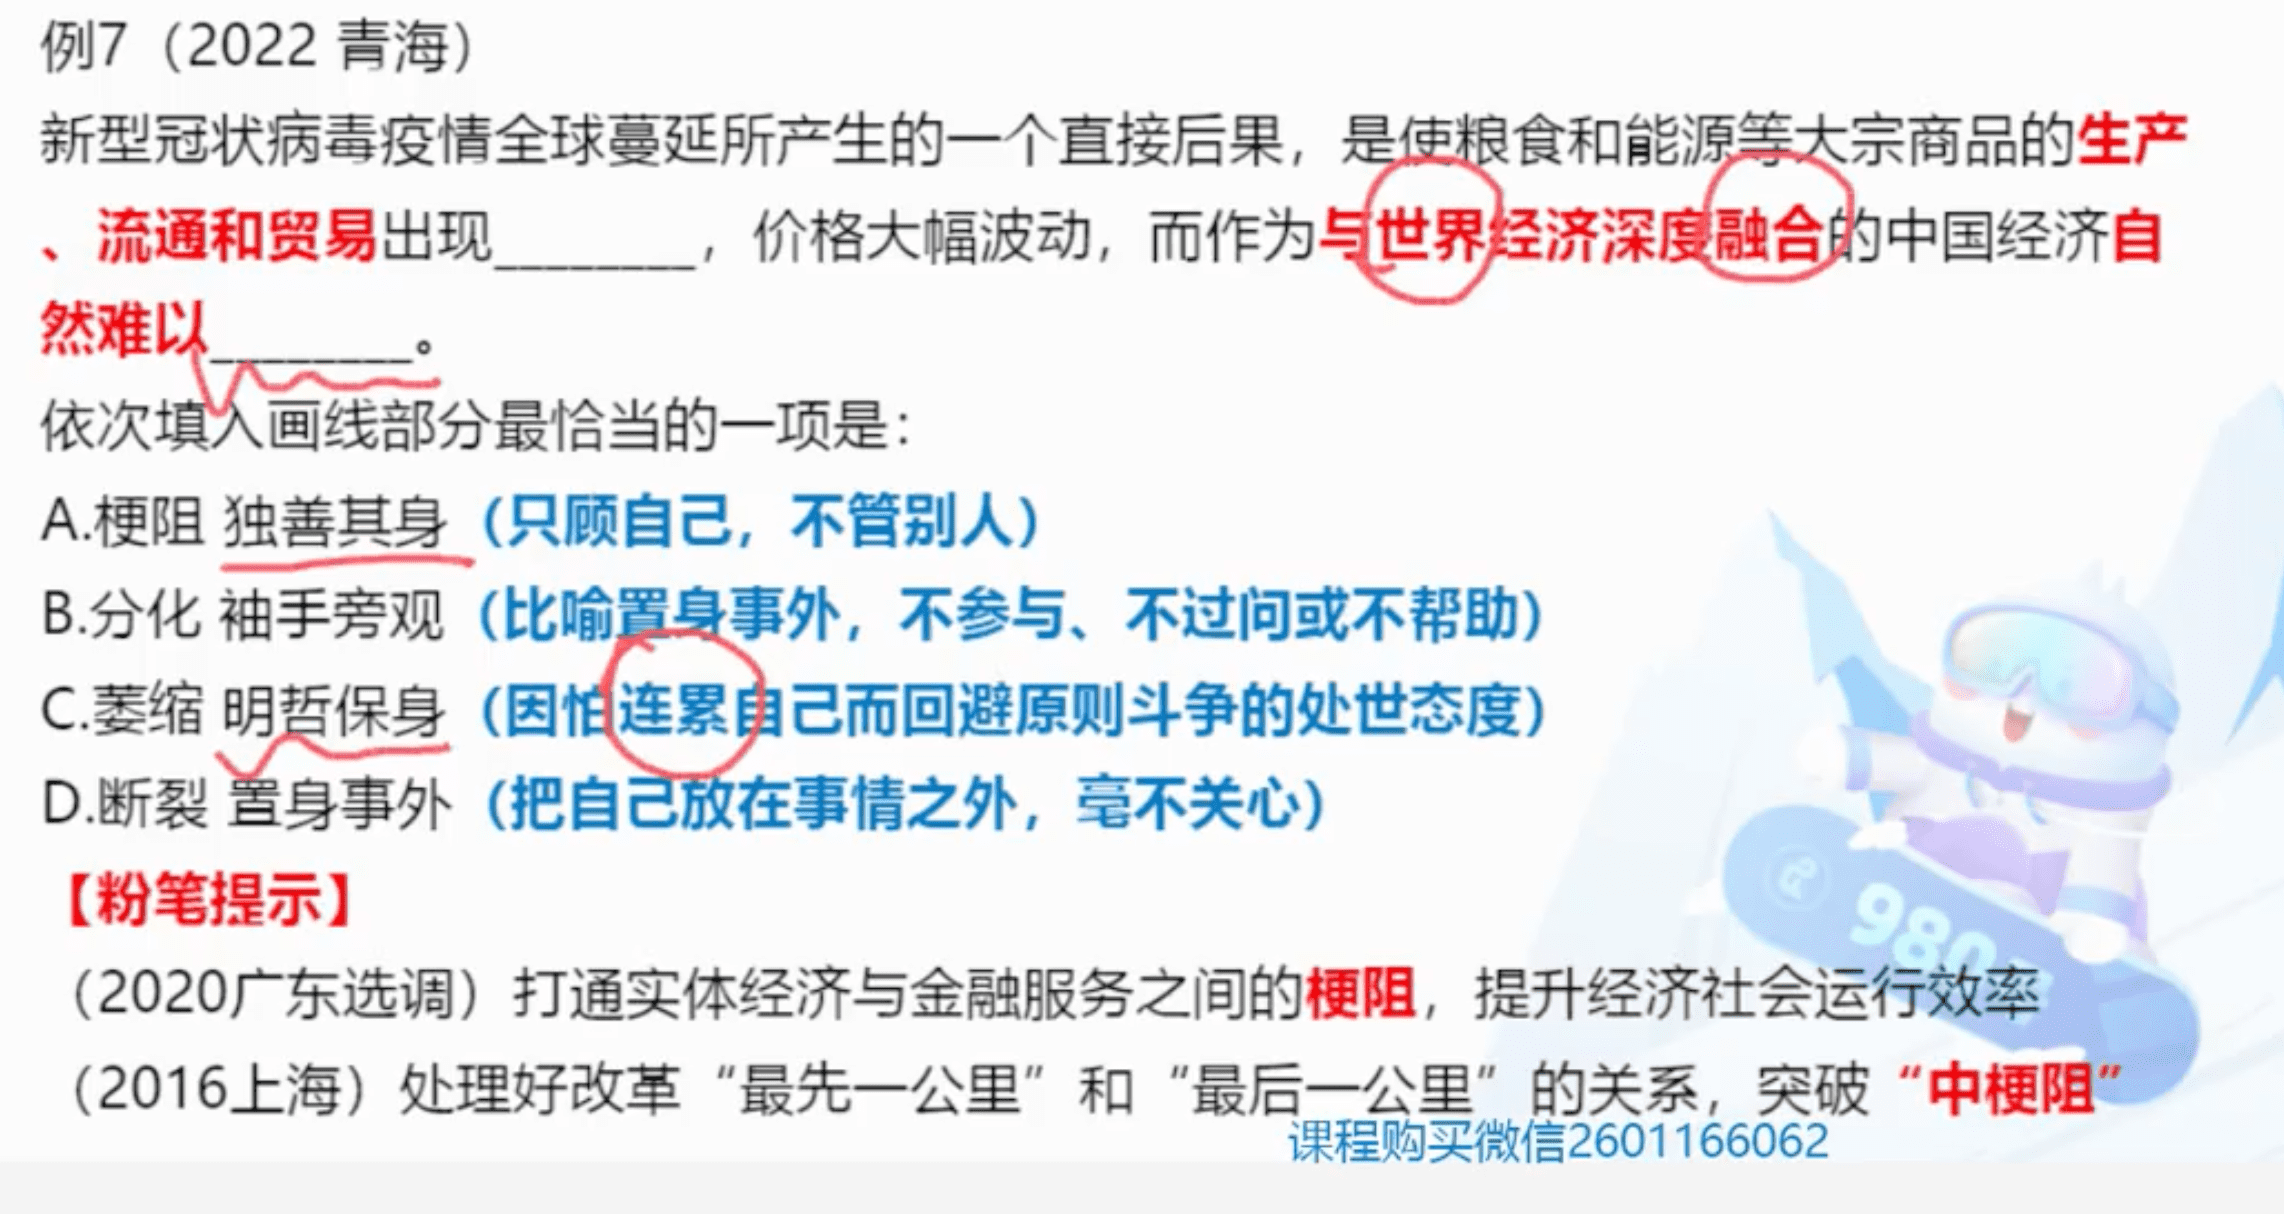 例7（2022 青海）
新型冠状病毒疫情全球蔓延所产生的一个直接后果，是使粮食和能源等大宗商品的生产
、流通和贸易出现________，价格大幅波动，而作为与世界经济深度融合的中国经济自
然难以________。
依次填入画线部分最恰当的一项是：
A.梗阻 独善其身（只顾自己，不管别人）
B.分化 袖手旁观（比喻置身事外，不参与、不过问或不帮助）
C.萎缩 明哲保身（因怕连累自己而回避原则斗争的处世态度）
D.断裂 置身事外（把自己放在事情之外，毫不关心）
【粉笔提示】
（2020广东选调）打通实体经济与金融服务之间的梗阻，提升经济社会运行效率
（2016上海）处理好改革“最先一公里”和“最后一公里”的关系，突破“中梗阻”
课程购买微信2601166062